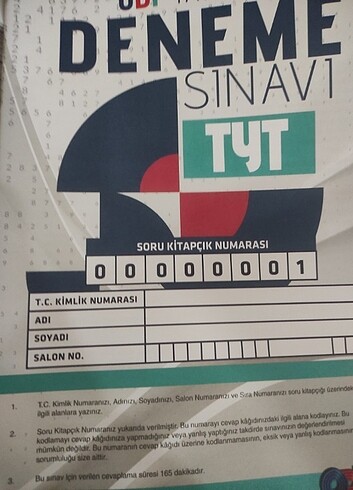 DENEME
SINAVI
TYT
SORU KİTAPÇIK NUMARASI
0 0 0 0 0 0 0 1
T.C. KİMLİK NUMARASI
ADI
SOYADI
SALON NO.
1. T.C. Kimlik Numaranızı, Adınızı, Soyadınızı, Salon Numaranızı ve Sıra Numaranızı soru kitapçığı üzerindeki
ilgili alanlara yazınız.
2. Soru Kitapçık Numaranız yukarıda verilmiştir. Bu numarayı cevap kâğıdınızdaki ilgili alana kodlayınız. Bu
kodlamayı cevap kâğıdınıza yapmadığınız veya yanlış yaptığınız takdirde sınavınızın değerlendirilmesi
mümkün değildir. Bu numaranın cevap kâğıdı üzerine kodlanmamasının, eksik veya yanlış kodlanmasının
sorumluluğu size aittir.
3. Bu sınav için verilen cevaplama süresi 165 dakikadır.